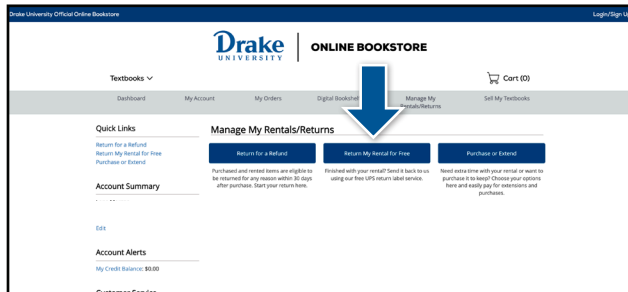 Drake University Official Online Bookstore
Login/Sign U
Drake
UNIVERSITY
ONLINE BOOKSTORE
Textbooks
Cart (0)
Dashboard
My Account
My Orders
Digital Bookshel
Manage My
Rentals/Returns
Sell My Textbooks
Quick Links
Return for a Refund
Return My Rental for Free
Purchase or Extend
Account Summary
Edit
Account Alerts
My Credit Balance: $0.00
Customer Service
Manage My Rentals/Returns
Return for a Refund
Purchased and rented items are eligible to
be returned for any reason within 30 days
after purchase. Start your return here.
Return My Rental for Free
Finished with your rental? Send it back to us
using our free UPS return label service.
Purchase or Extend
Need extra time with your rental or want to
purchase it to keep? Choose your options
here and easily pay for extensions and
purchases.